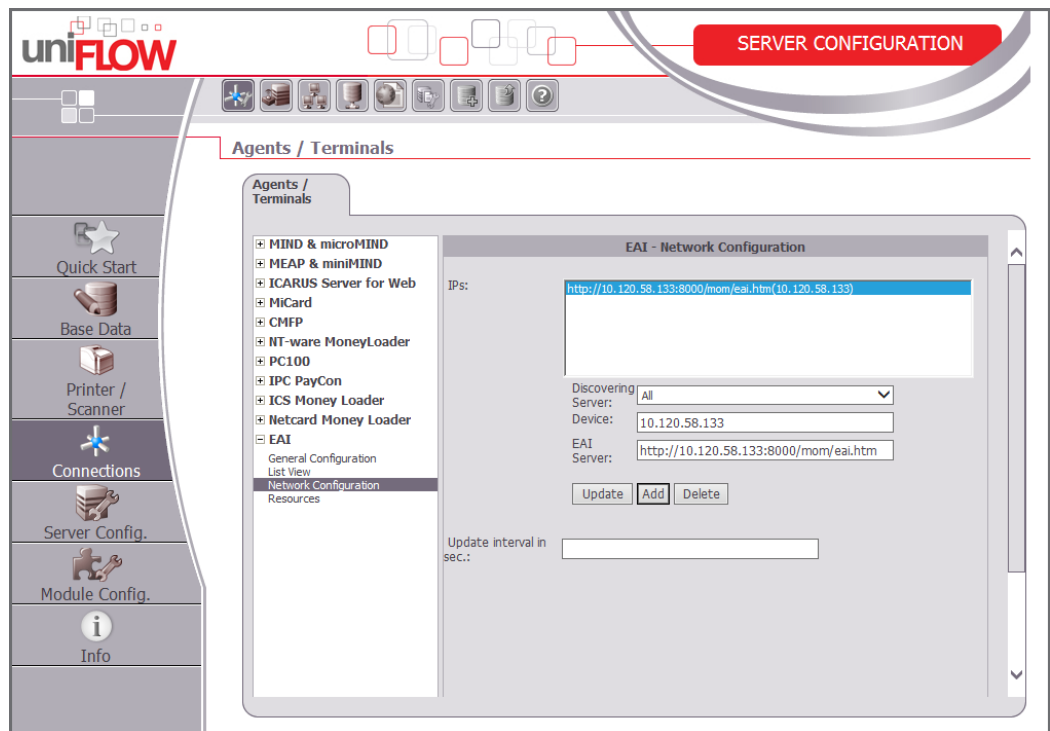 uniFLOW
SERVER CONFIGURATION
Agents / Terminals
Agents /
Terminals
Quick Start
Base Data
Printer /
Scanner
Connections
Server Config.
Module Config.
Info
MIND & microMIND
MEAP & miniMIND
ICARUS Server for Web
MiCard
CMFP
NT-ware MoneyLoader
PC100
IPC PayCon
ICS Money Loader
Netcard Money Loader
EAI
General Configuration
List View
Network Configuration
Resources
EAI - Network Configuration
IPs:
http://10.120.58.133:8000/mom/eai.htm(10.120.58.133)
Discovering
Server:
All
Device:
10.120.58.133
EAI
Server:
http://10.120.58.133:8000/mom/eai.htm
Update Add Delete
Update interval in
sec.: